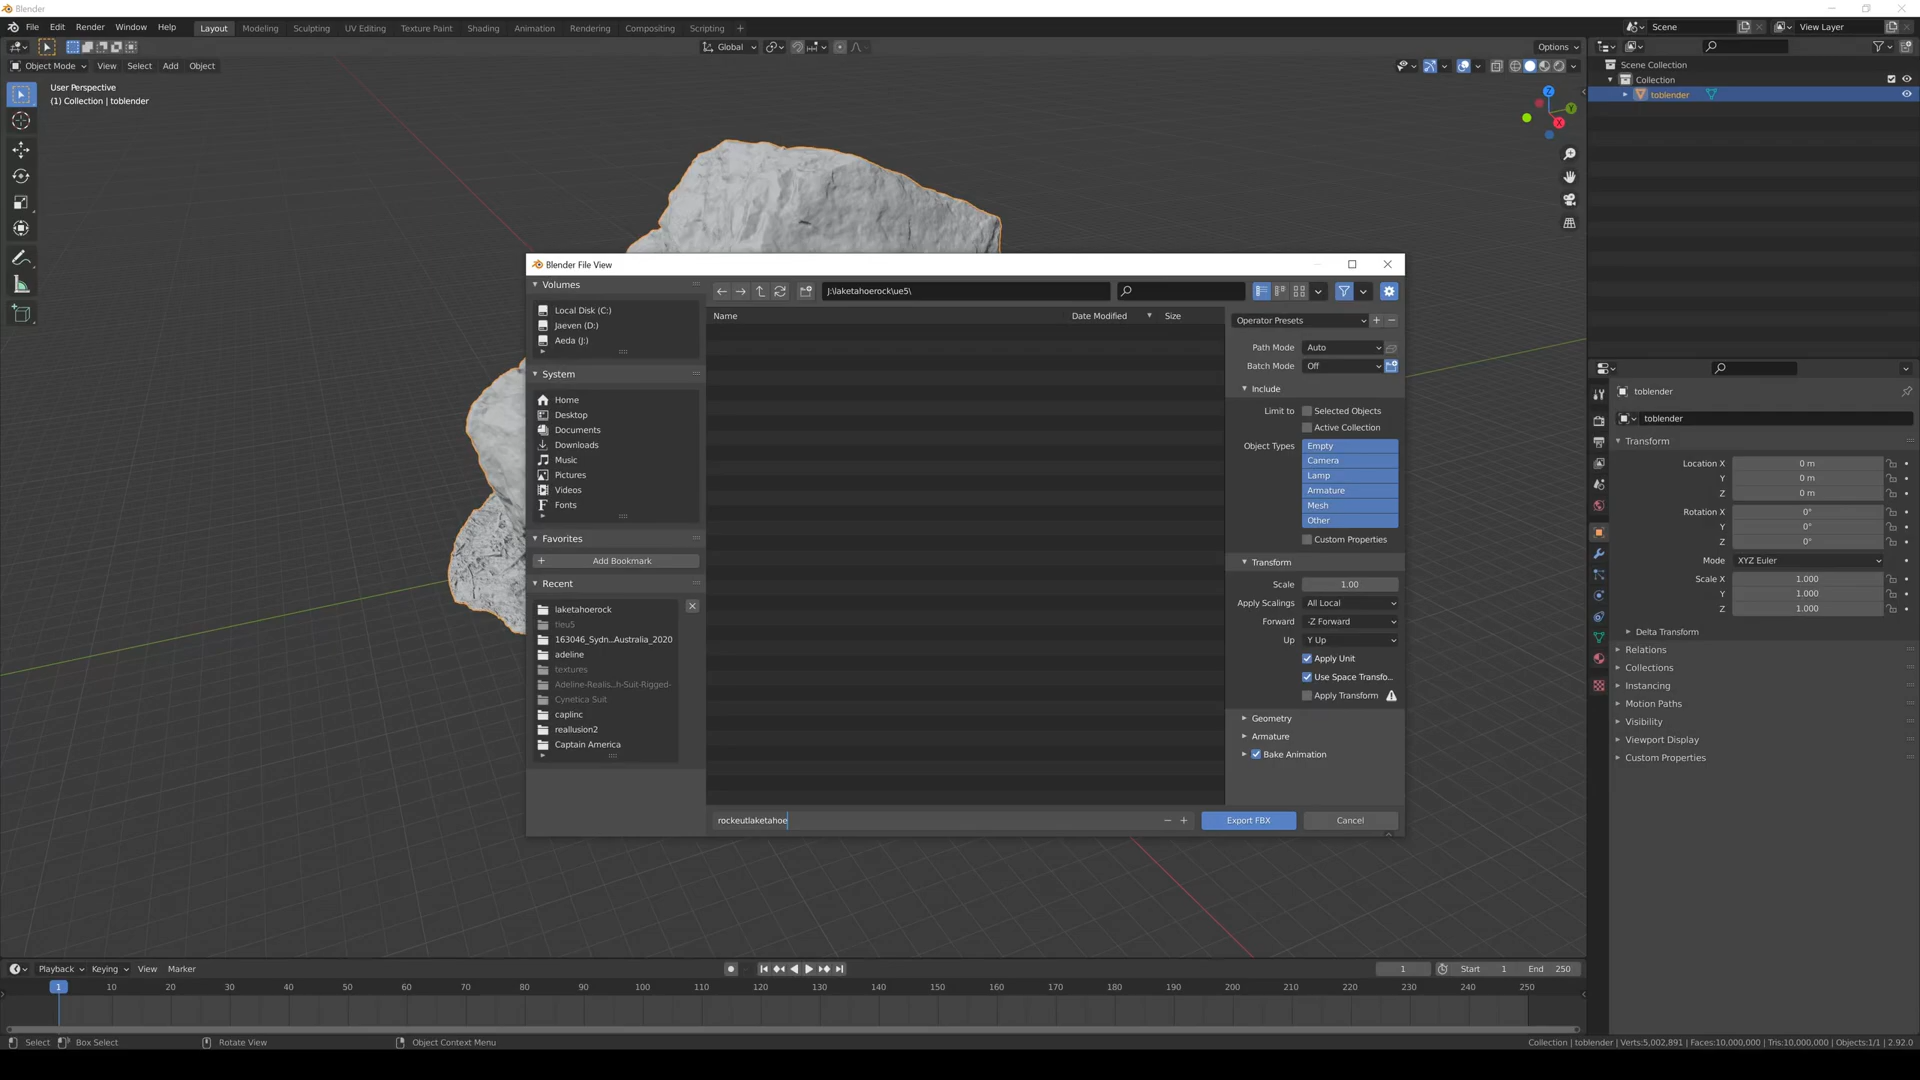 Blender
File Edit Render Window Help Layout Modeling Sculpting UV Editing Texture Paint Shading Animation Rendering Compositing Scripting + Scene View Layer
Global Options
Object Mode View Select Add Object
User Perspective
(1) Collection | toblender
Z
Y
X
Scene Collection
Collection
toblender
Blender File View
Volumes
Local Disk (C:)
Jaeven (D:)
Aeda (J:)
System
Home
Desktop
Documents
Downloads
Music
Pictures
Videos
Fonts
Favorites
Add Bookmark
Recent
laketahoerock
tieu5
163046_Sydn...Australia_2020
adeline
textures
Adeline-Realis...h-Suit-Rigged-
Cynetica Suit
caplinc
reallusion2
Captain America
J:\laketahoerock\ue5\
Name Date Modified Size
rockeutlaketahoe
Operator Presets
Path Mode Auto
Batch Mode Off
Include
Limit to Selected Objects
Active Collection
Object Types Empty
Camera
Lamp
Armature
Mesh
Other
Custom Properties
Transform
Scale 1.00
Apply Scalings All Local
Forward -Z Forward
Up Y Up
Apply Unit
Use Space Transfo...
Apply Transform
Geometry
Armature
Bake Animation
Export FBX Cancel
toblender
toblender
Transform
Location X 0 m
Y 0 m
Z 0 m
Rotation X 0°
Y 0°
Z 0°
Mode XYZ Euler
Scale X 1.000
Y 1.000
Z 1.000
Delta Transform
Relations
Collections
Instancing
Motion Paths
Visibility
Viewport Display
Custom Properties
Playback Keying View Marker 1 Start 1 End 250
1 10 20 30 40 50 60 70 80 90 100 110 120 130 140 150 160 170 180 190 200 210 220 230 240 250
Select Box Select Rotate View Object Context Menu Collection | toblender | Verts:5,002,891 | Faces:10,000,000 | Tris:10,000,000 | Objects:1/1 | 2.92.0